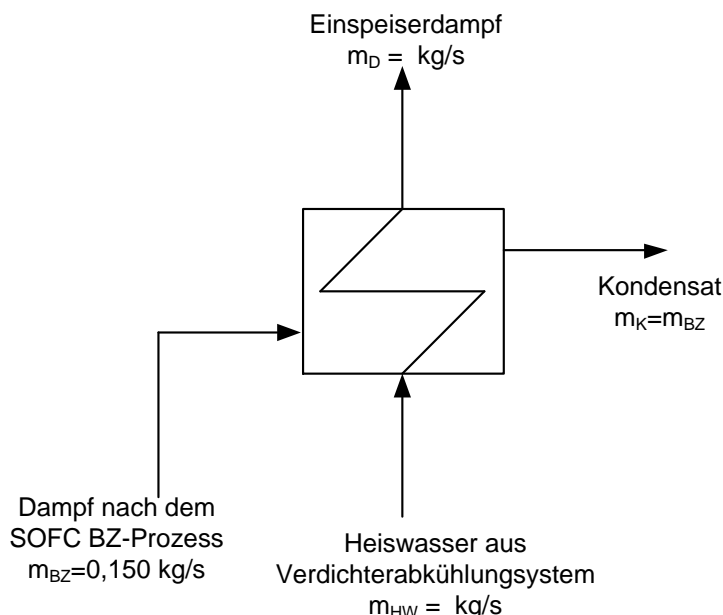 Einspeiserdampf
m_D =  kg/s
Kondensat
m_K=m_BZ
Dampf nach dem
SOFC BZ-Prozess
m_BZ=0,150 kg/s
Heiswasser aus
Verdichterabkühlungsystem
m_HW =  kg/s